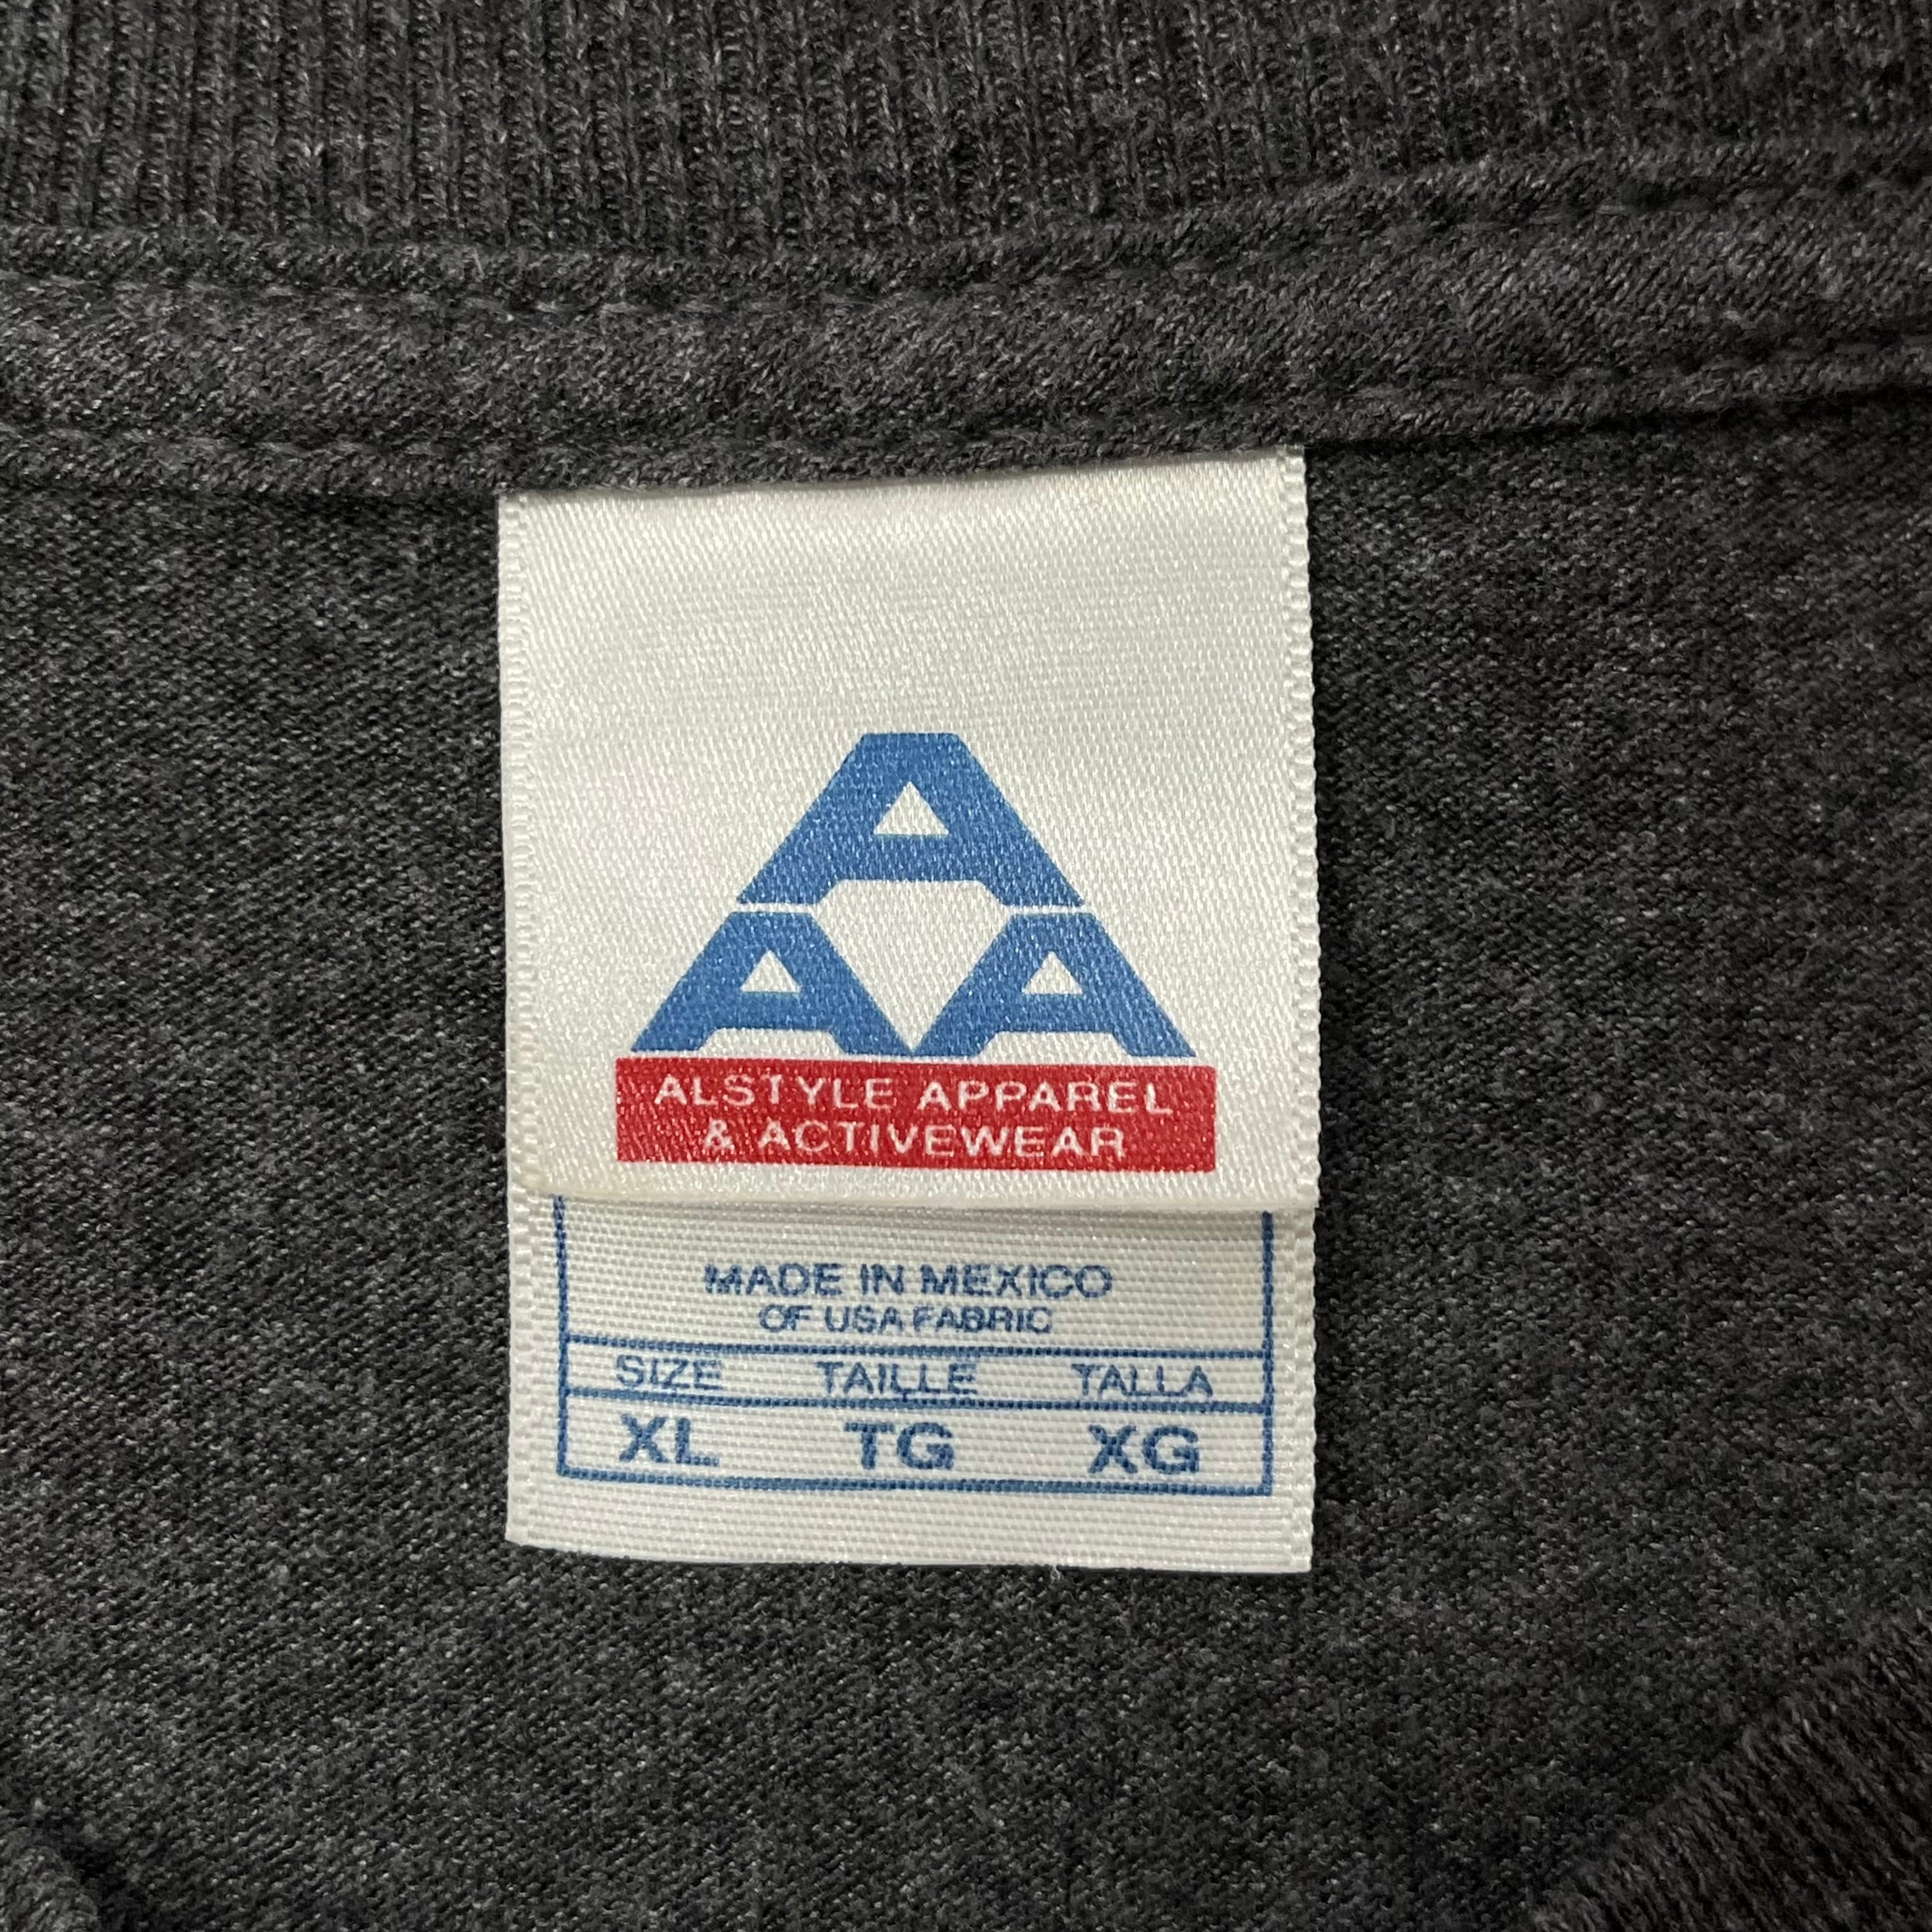 A
A A
ALSTYLE APPAREL
& ACTIVEWEAR
MADE IN MEXICO
OF USA FABRIC
SIZE TAILLE TALLA
XL TG XG